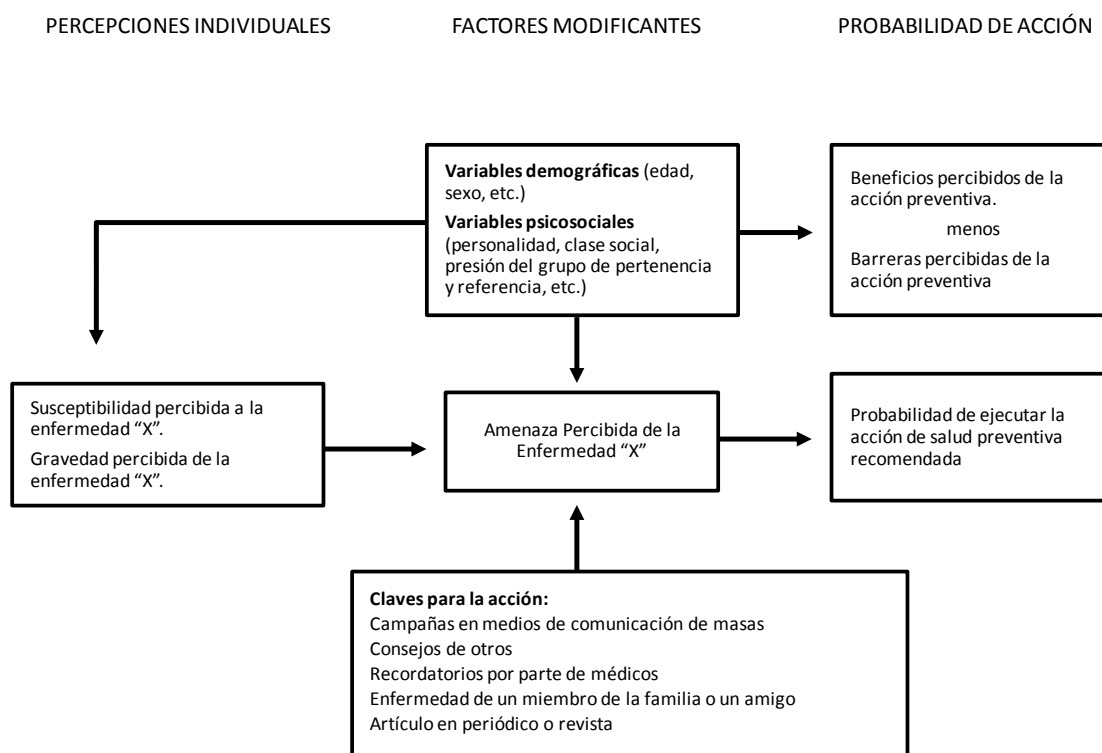 PERCEPCIONES INDIVIDUALES
FACTORES MODIFICANTES
PROBABILIDAD DE ACCIÓN
Variables demográficas (edad,
sexo, etc.)
Variables psicosociales
(personalidad, clase social,
presión del grupo de pertenencia
y referencia, etc.)
Beneficios percibidos de la
acción preventiva.
menos
Barreras percibidas de la
acción preventiva
Susceptibilidad percibida a la
enfermedad “X”.
Gravedad percibida de la
enfermedad “X”.
Amenaza Percibida de la
Enfermedad “X”
Probabilidad de ejecutar la
acción de salud preventiva
recomendada
Claves para la acción:
Campañas en medios de comunicación de masas
Consejos de otros
Recordatorios por parte de médicos
Enfermedad de un miembro de la familia o un amigo
Artículo en periódico o revista